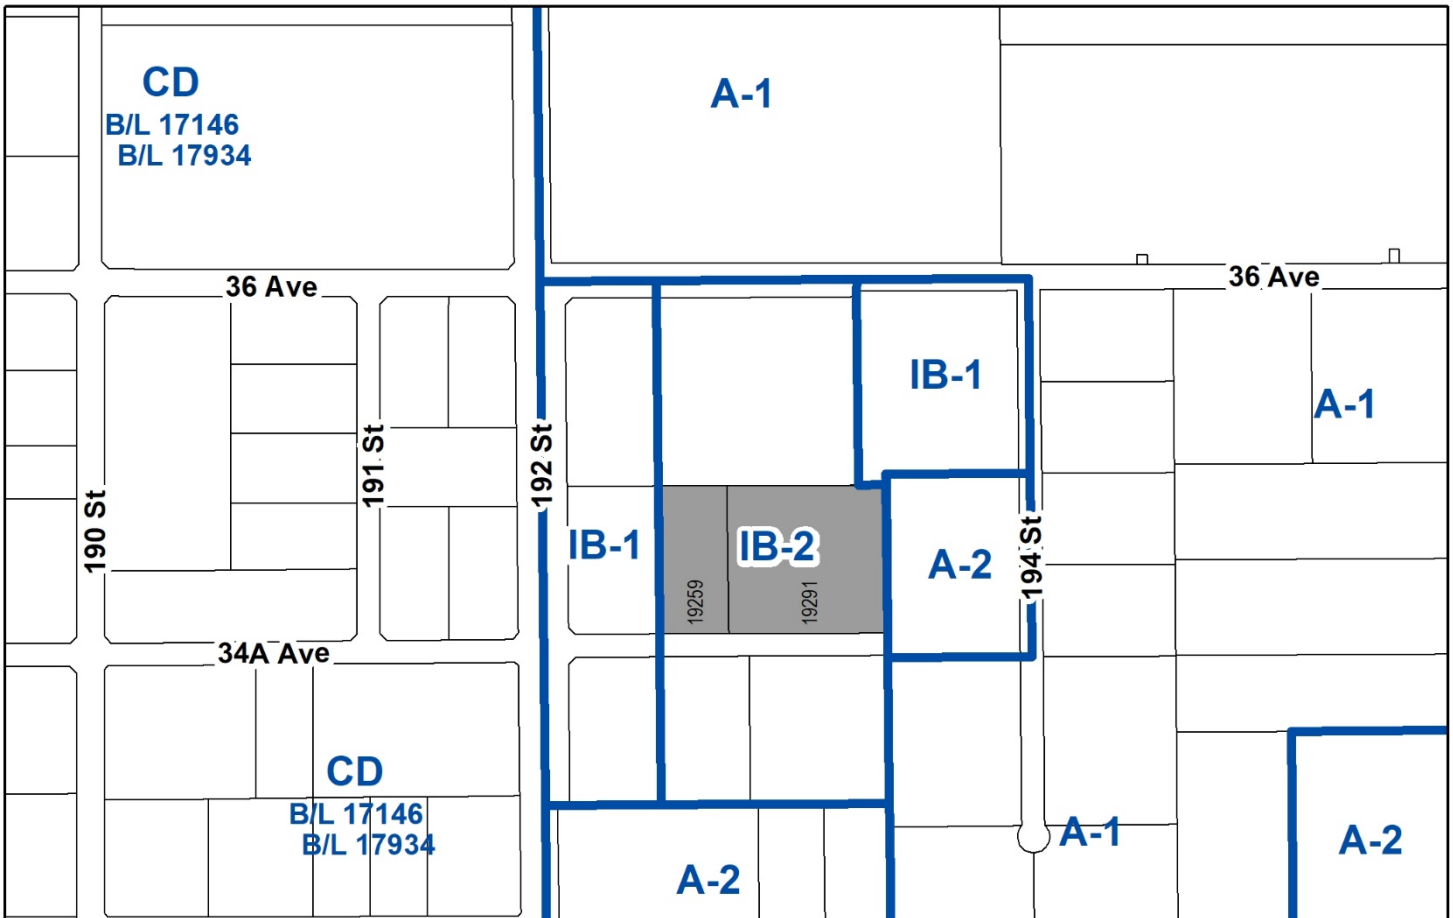 CD
B/L 17146
B/L 17934
A-1
36 Ave
36 Ave
IB-1
A-1
191 St
192 St
190 St
IB-1
IB-2
A-2
194 St
19259
19291
34A Ave
CD
B/L 17146
B/L 17934
A-1
A-2
A-2